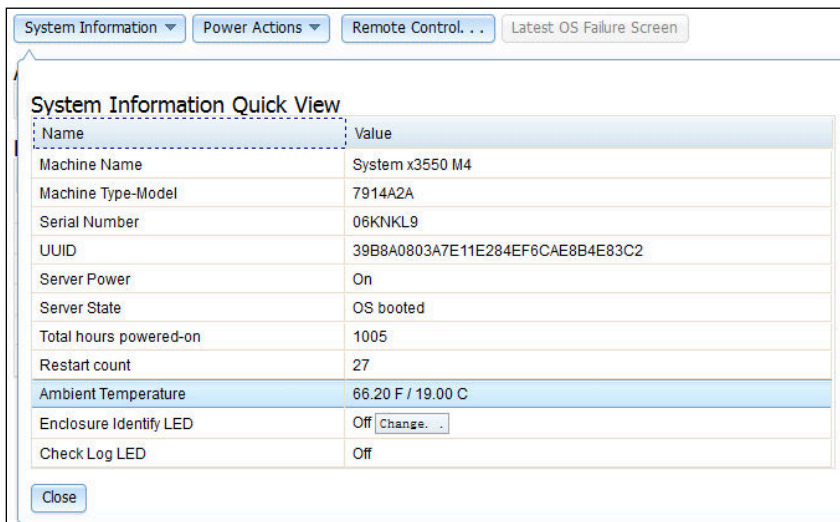 System Information Power Actions Remote Control. . . Latest OS Failure Screen
System Information Quick View
Name Value
Machine Name System x3550 M4
Machine Type-Model 7914A2A
Serial Number 06KNKL9
UUID 39B8A0803A7E11E284EF6CAE8B4E83C2
Server Power On
Server State OS booted
Total hours powered-on 1005
Restart count 27
Ambient Temperature 66.20 F / 19.00 C
Enclosure Identify LED Off Change. .
Check Log LED Off
Close